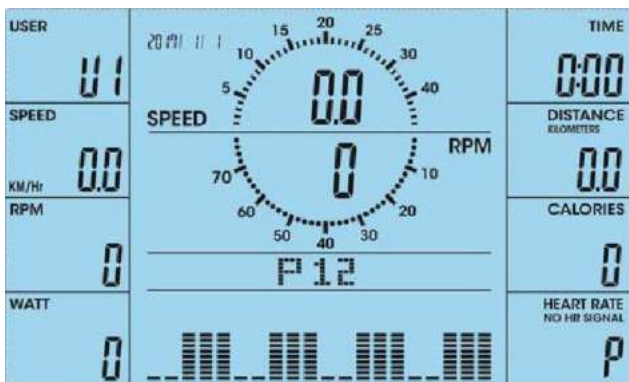 USER
U1
SPEED
KM/Hr 0.0
RPM
0
WATT
0
2019/ 1/ 1
5 10 15 20 25 30 40
SPEED 0.0
0 RPM
70 60 50 40 30 20 10
P12
TIME
0:00
DISTANCE
KILOMETERS
0.0
CALORIES
0
HEART RATE
NO HR SIGNAL
P